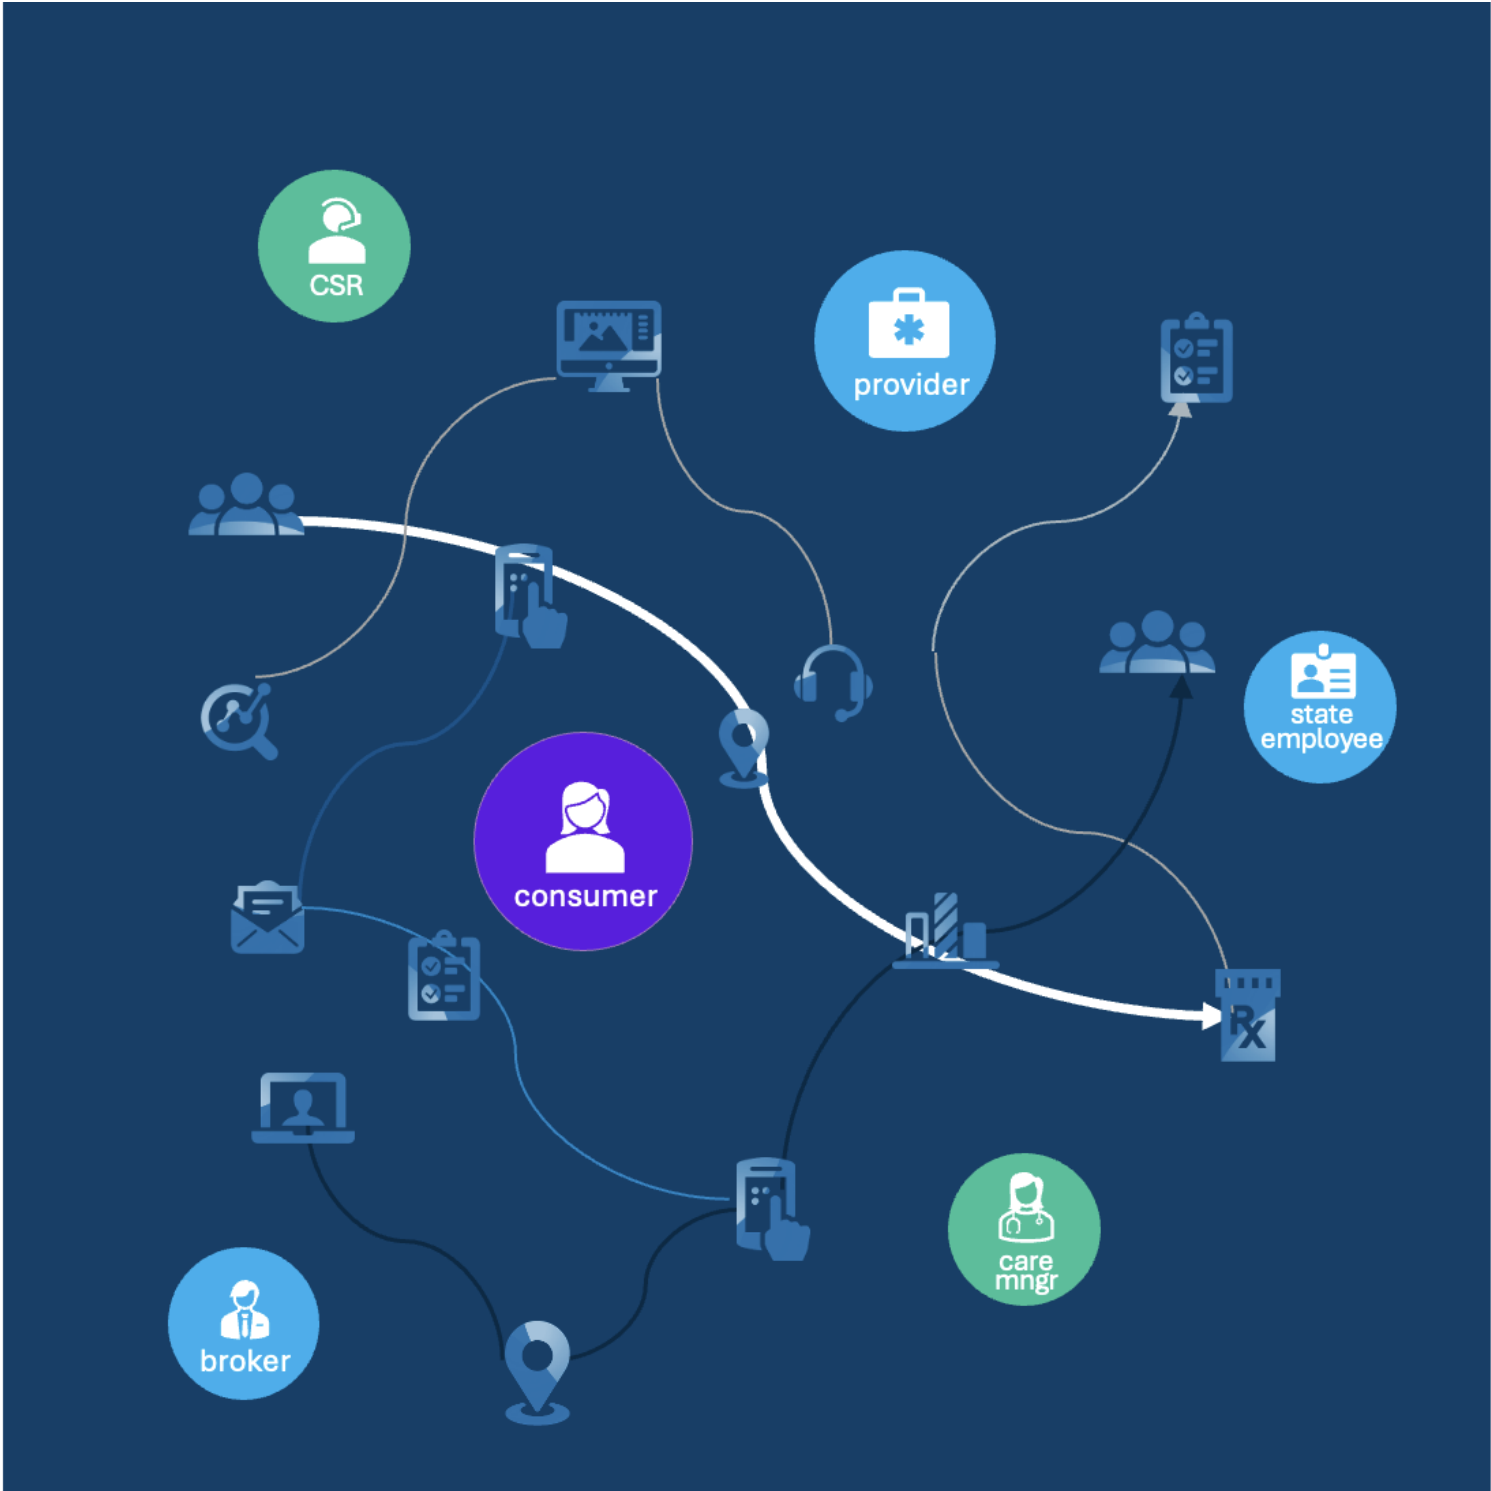 CSR
provider
state
employee
consumer
Rx
care
mngr
broker